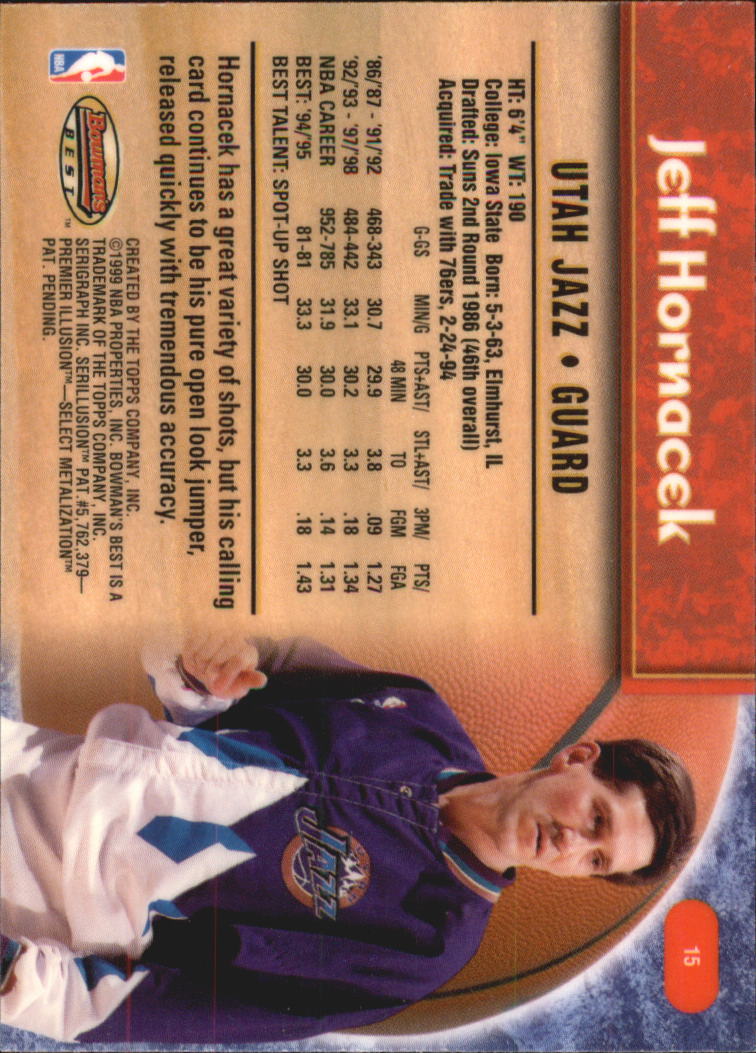 Jeff Hornacek
15
UTAH JAZZ • GUARD
HT: 6'4" WT: 190
College: Iowa State Born: 5-3-63, Elmhurst, IL
Drafted: Suns 2nd Round 1986 (46th overall)
Acquired: Trade with 76ers, 2-24-94
PTS+AST/ STL+AST/ 3PM/ PTS/
G-GS MIN/G 48 MIN TO FGM FGA
'86/'87 - '91/'92 468-343 30.7 29.9 3.8 .09 1.27
'92/'93 - '97/'98 484-442 33.1 30.2 3.3 .18 1.34
NBA CAREER 952-785 31.9 30.0 3.6 .14 1.31
BEST: '94/'95 81-81 33.3 30.0 3.3 .18 1.43
BEST TALENT: SPOT-UP SHOT
Hornacek has a great variety of shots, but his calling
card continues to be his pure open look jumper,
released quickly with tremendous accuracy.
JAZZ
NBA
Bowman's
BEST™
CREATED BY THE TOPPS COMPANY, INC.
©1999 NBA PROPERTIES, INC. BOWMAN'S BEST IS A
TRADEMARK OF THE TOPPS COMPANY, INC.
SERIGRAPH INC. SERILLUSION™ PAT. #5,762,379—
PREMIER ILLUSION™—SELECT METALIZATION™
PAT. PENDING.